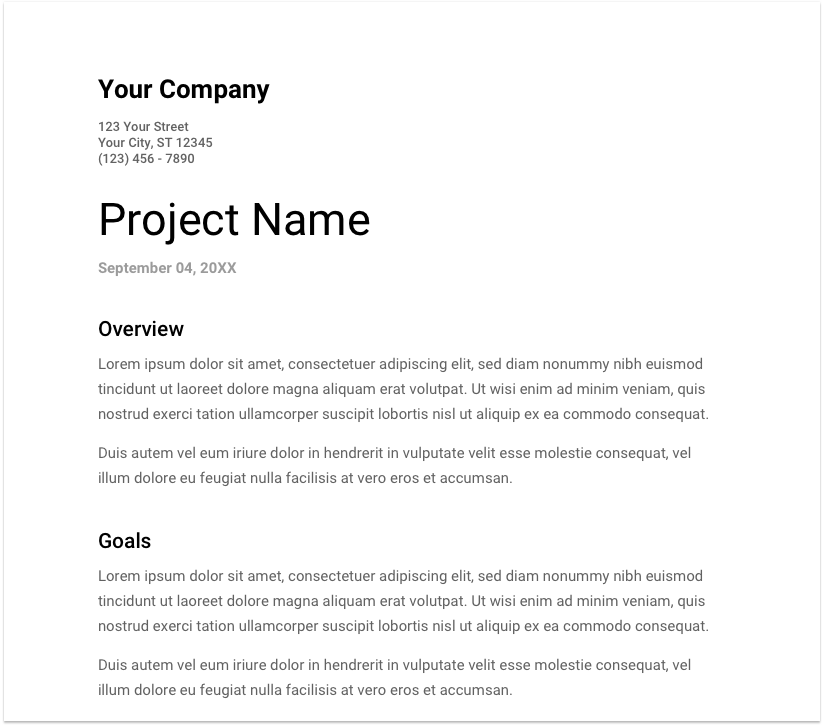 Your Company
123 Your Street
Your City, ST 12345
(123) 456 - 7890
Project Name
September 04, 20XX
Overview
Lorem ipsum dolor sit amet, consectetuer adipiscing elit, sed diam nonummy nibh euismod
tincidunt ut laoreet dolore magna aliquam erat volutpat. Ut wisi enim ad minim veniam, quis
nostrud exerci tation ullamcorper suscipit lobortis nisl ut aliquip ex ea commodo consequat.
Duis autem vel eum iriure dolor in hendrerit in vulputate velit esse molestie consequat, vel
illum dolore eu feugiat nulla facilisis at vero eros et accumsan.
Goals
Lorem ipsum dolor sit amet, consectetuer adipiscing elit, sed diam nonummy nibh euismod
tincidunt ut laoreet dolore magna aliquam erat volutpat. Ut wisi enim ad minim veniam, quis
nostrud exerci tation ullamcorper suscipit lobortis nisl ut aliquip ex ea commodo consequat.
Duis autem vel eum iriure dolor in hendrerit in vulputate velit esse molestie consequat, vel
illum dolore eu feugiat nulla facilisis at vero eros et accumsan.